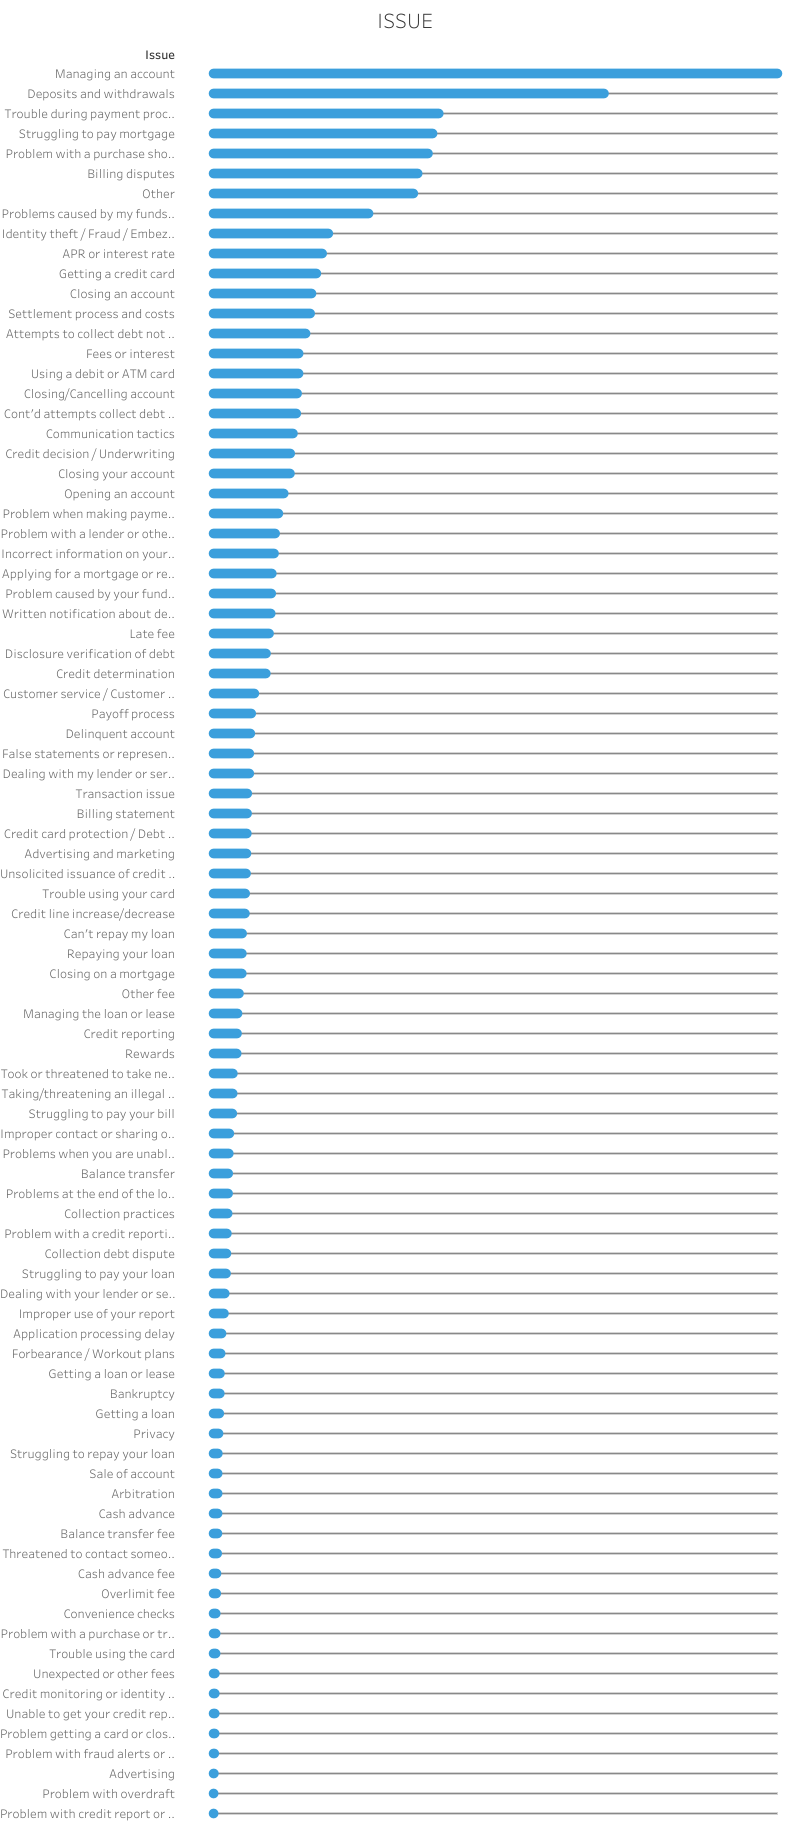 ISSUE
Issue
Managing an account
Deposits and withdrawals
Trouble during payment proc..
Struggling to pay mortgage
Problem with a purchase sho..
Billing disputes
Other
Problems caused by my funds..
Identity theft / Fraud / Embez..
APR or interest rate
Getting a credit card
Closing an account
Settlement process and costs
Attempts to collect debt not ..
Fees or interest
Using a debit or ATM card
Closing/Cancelling account
Cont'd attempts collect debt ..
Communication tactics
Credit decision / Underwriting
Closing your account
Opening an account
Problem when making payme..
Problem with a lender or othe..
Incorrect information on your..
Applying for a mortgage or re..
Problem caused by your fund..
Written notification about de..
Late fee
Disclosure verification of debt
Credit determination
Customer service / Customer ..
Payoff process
Delinquent account
False statements or represen..
Dealing with my lender or ser..
Transaction issue
Billing statement
Credit card protection / Debt ..
Advertising and marketing
Unsolicited issuance of credit ..
Trouble using your card
Credit line increase/decrease
Can't repay my loan
Repaying your loan
Closing on a mortgage
Other fee
Managing the loan or lease
Credit reporting
Rewards
Took or threatened to take ne..
Taking/threatening an illegal ..
Struggling to pay your bill
Improper contact or sharing o..
Problems when you are unabl..
Balance transfer
Problems at the end of the lo..
Collection practices
Problem with a credit reporti..
Collection debt dispute
Struggling to pay your loan
Dealing with your lender or se..
Improper use of your report
Application processing delay
Forbearance / Workout plans
Getting a loan or lease
Bankruptcy
Getting a loan
Privacy
Struggling to repay your loan
Sale of account
Arbitration
Cash advance
Balance transfer fee
Threatened to contact someo..
Cash advance fee
Overlimit fee
Convenience checks
Problem with a purchase or tr..
Trouble using the card
Unexpected or other fees
Credit monitoring or identity ..
Unable to get your credit rep..
Problem getting a card or clos..
Problem with fraud alerts or ..
Advertising
Problem with overdraft
Problem with credit report or ..